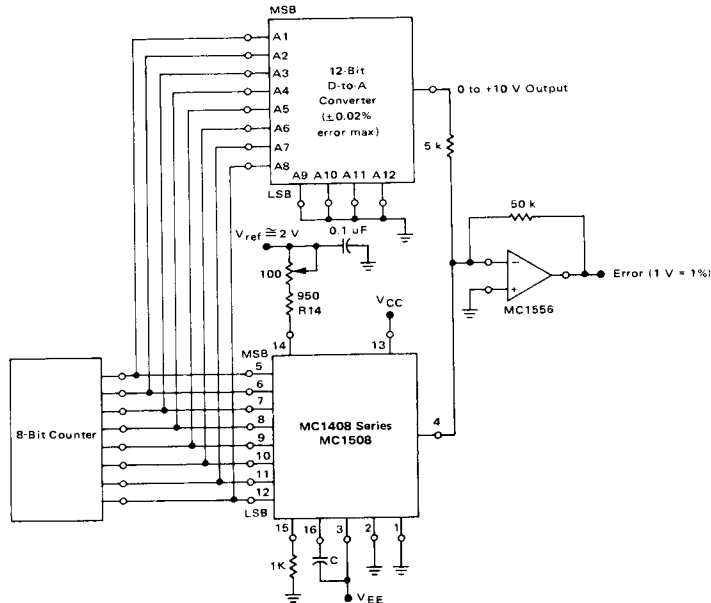 MSB
A1
A2
A3
A4
A5
A6
A7
A8
12-Bit
D-to-A
Converter
(±0.02%
error max)
A9 A10 A11 A12
LSB
0 to +10 V Output
5 k
50 k
Vref ≅ 2 V
0.1 uF
100
950
R14
VCC
−
+
MC1556
Error (1 V = 1%)
14
13
MSB
5
6
7
8
9
10
11
12
LSB
8-Bit Counter
MC1408 Series
MC1508
4
15
16
3
2
1
1K
C
VEE